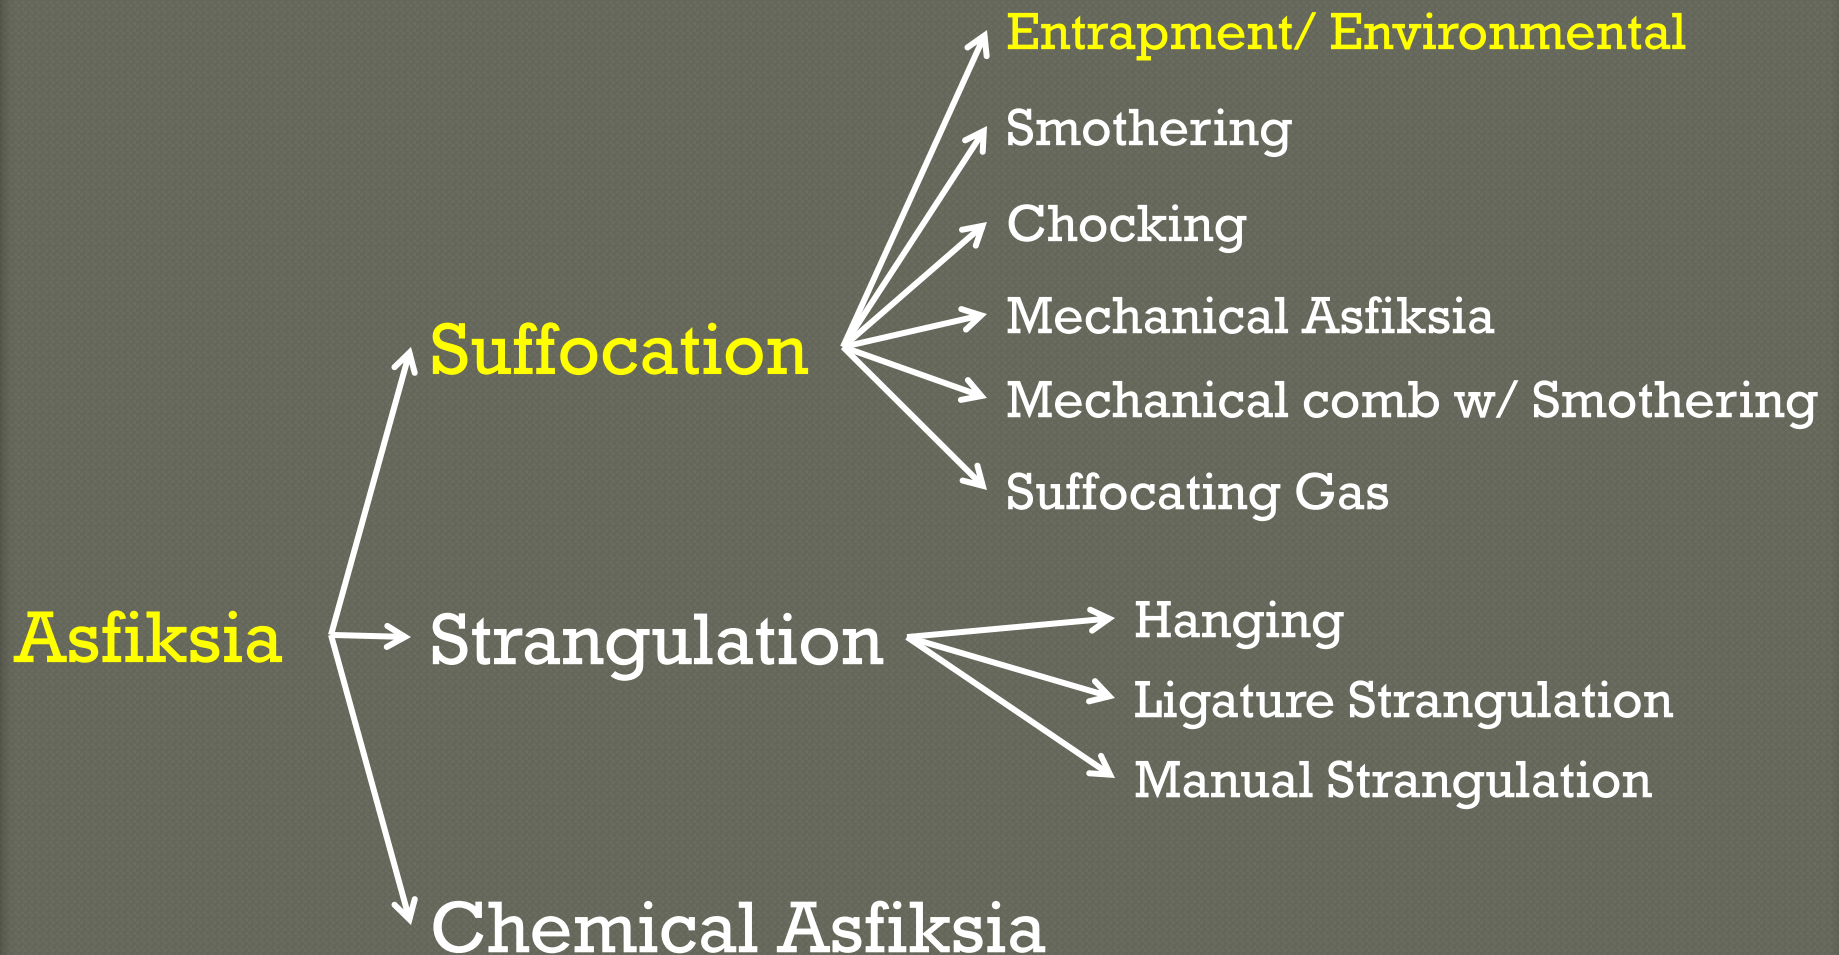 Entrapment/ Environmental
Smothering
Chocking
Mechanical Asfiksia
Suffocation
Mechanical comb w/ Smothering
Suffocating Gas
Asfiksia
Strangulation
Hanging
Ligature Strangulation
Manual Strangulation
Chemical Asfiksia